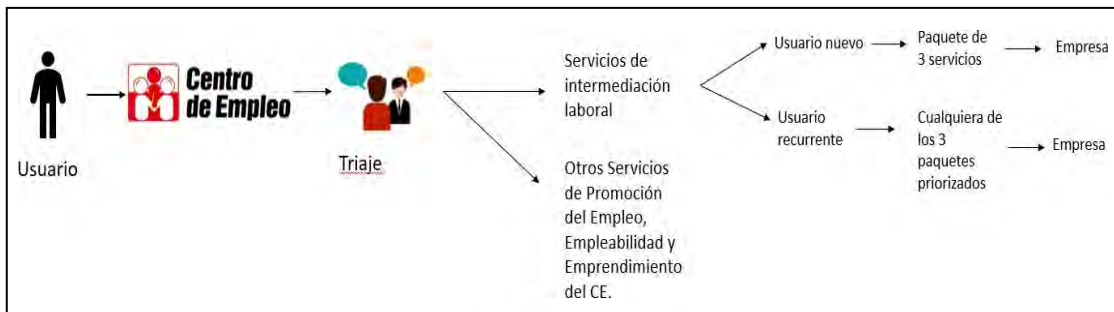 Usuario
Centro
de Empleo
Triaje
Servicios de
intermediación
laboral
Otros Servicios
de Promoción
del Empleo,
Empleabilidad y
Emprendimiento
del CE.
Usuario nuevo
Paquete de
3 servicios
Empresa
Usuario
recurrente
Cualquiera de
los 3
paquetes
priorizados
Empresa